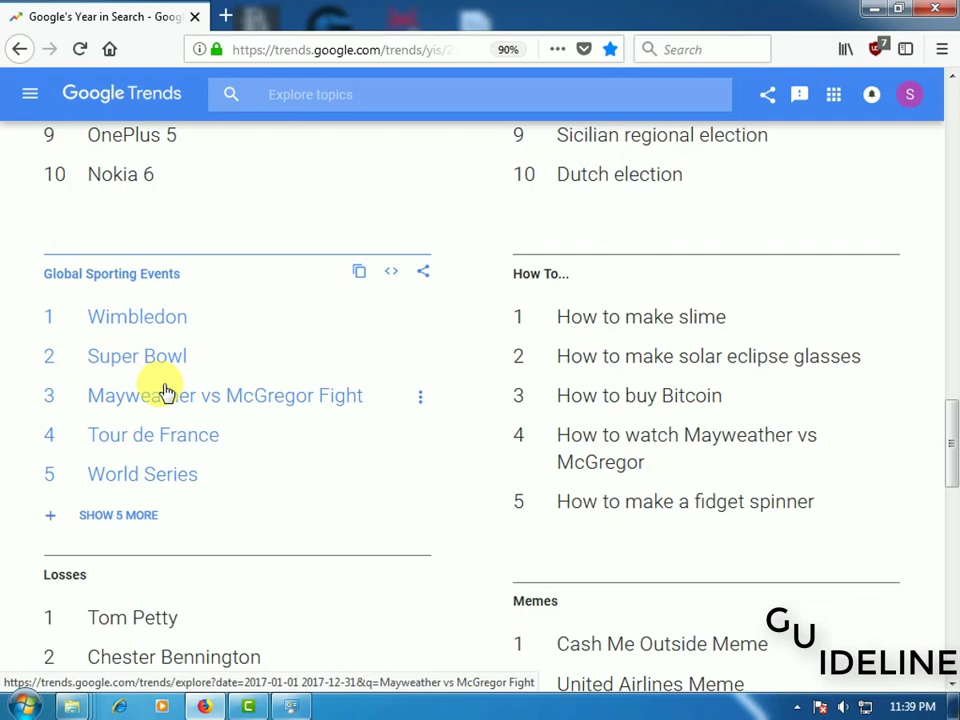 Google's Year in Search - Goog
https://trends.google.com/trends/yis/2
90%
Search
7
Google Trends
Explore topics
S
9 OnePlus 5
10 Nokia 6
9 Sicilian regional election
10 Dutch election
Global Sporting Events
1 Wimbledon
2 Super Bowl
3 Mayweather vs McGregor Fight
4 Tour de France
5 World Series
+ SHOW 5 MORE
How To...
1 How to make slime
2 How to make solar eclipse glasses
3 How to buy Bitcoin
4 How to watch Mayweather vs
McGregor
5 How to make a fidget spinner
Losses
1 Tom Petty
2 Chester Bennington
Memes
1 Cash Me Outside Meme
United Airlines Meme
GUIDELINE
https://trends.google.com/trends/explore?date=2017-01-01 2017-12-31&q=Mayweather vs McGregor Fight
11:39 PM